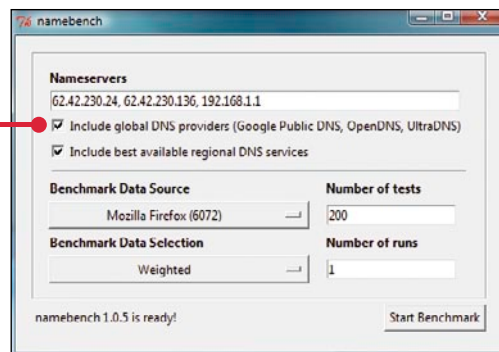 namebench
Nameservers
62.42.230.24, 62.42.230.136, 192.168.1.1
Include global DNS providers (Google Public DNS, OpenDNS, UltraDNS)
Include best available regional DNS services
Benchmark Data Source
Number of tests
Mozilla Firefox (6072)
200
Benchmark Data Selection
Number of runs
Weighted
1
namebench 1.0.5 is ready!
Start Benchmark